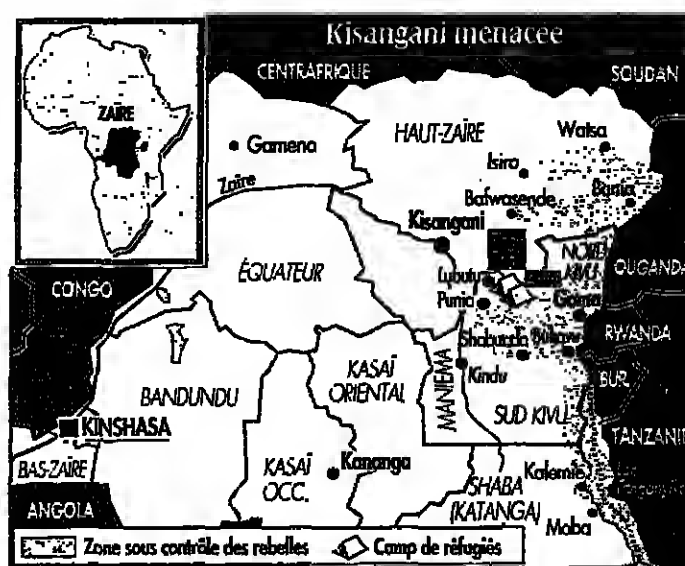 Kisangani menacée
CENTRAFRIQUE
SOUDAN
ZAÏRE
HAUT-ZAÏRE
Watsa
Gamena
Isiro
Zaïre
Bafwasende
Bunia
Kisangani
NORD
KIVU
ÉQUATEUR
OUGANDA
CONGO
Lubutu
Punia
Goma
Shabunda
Bukavu
RWANDA
KASAÏ
ORIENTAL
MANIEMA
Kindu
BANDUNDU
BUR.
SUD KIVU
KINSHASA
TANZANIE
BAS-ZAÏRE
KASAÏ
OCC.
Kananga
Kalemie
SHABA
(KATANGA)
ANGOLA
Moba
Zone sous contrôle des rebelles
Camp de réfugiés